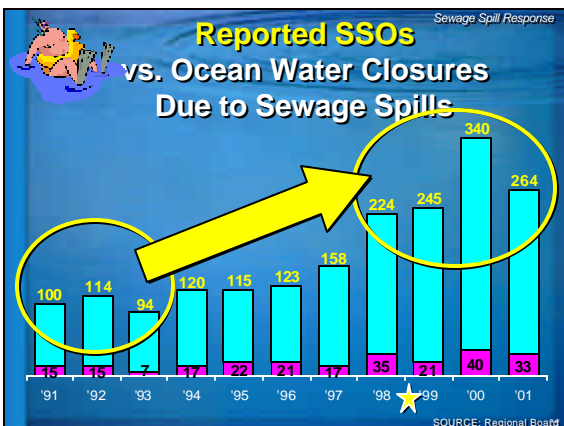 Sewage Spill Response
Reported SSOs
vs. Ocean Water Closures
Due to Sewage Spills
100 114 94 120 115 123 158 224 245 340 264
15 15 7 17 22 21 17 35 21 40 33
'91 '92 '93 '94 '95 '96 '97 '98 '99 '00 '01
SOURCE: Regional Board